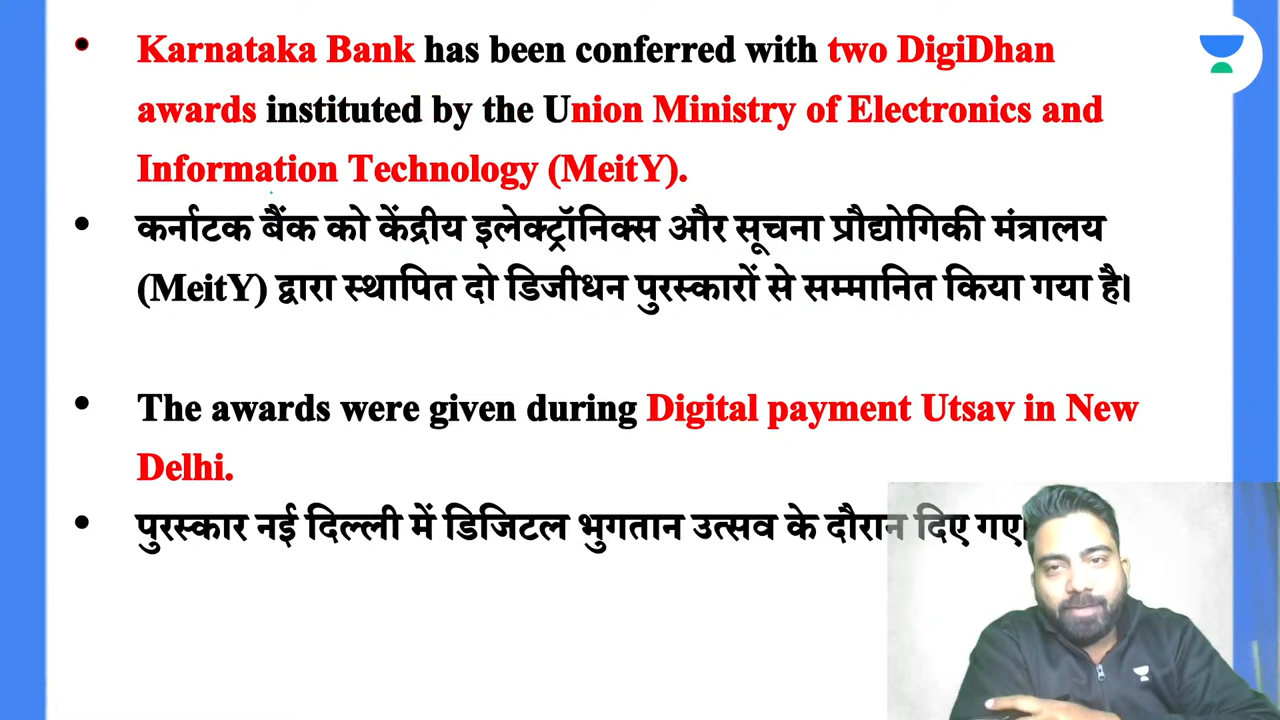 Karnataka Bank has been conferred with two DigiDhan
awards instituted by the Union Ministry of Electronics and
Information Technology (MeitY).
कर्नाटक बैंक को केंद्रीय इलेक्ट्रॉनिक्स और सूचना प्रौद्योगिकी मंत्रालय
(MeitY) द्वारा स्थापित दो डिजीधन पुरस्कारों से सम्मानित किया गया है।
The awards were given during Digital payment Utsav in New
Delhi.
पुरस्कार नई दिल्ली में डिजिटल भुगतान उत्सव के दौरान दिए गए।